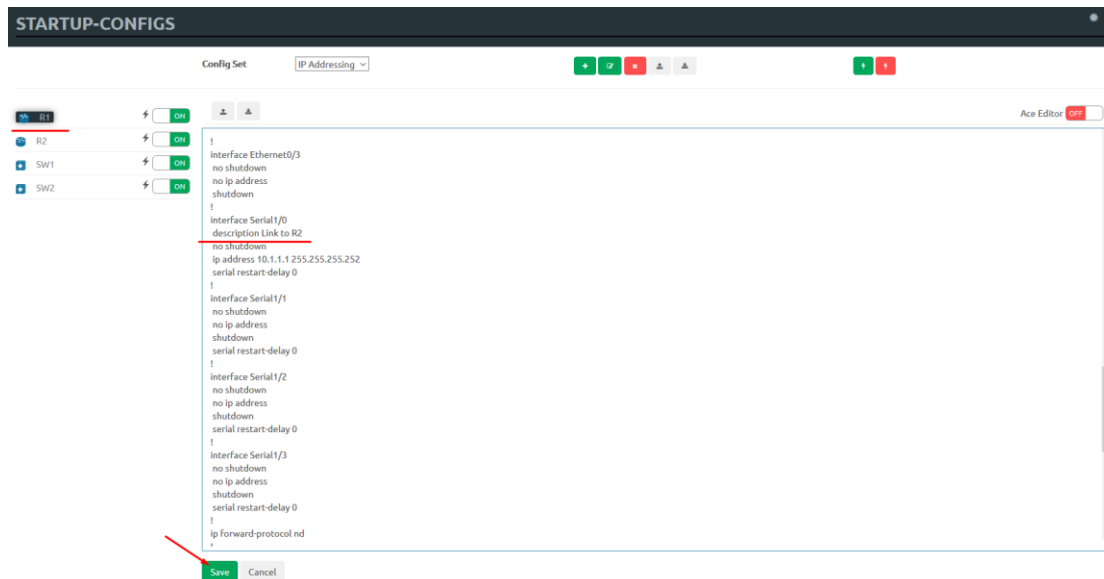 STARTUP-CONFIGS
Config Set IP Addressing
R1 ON
R2 ON
SW1 ON
SW2 ON
Ace Editor OFF
!
interface Ethernet0/3
no shutdown
no ip address
shutdown
!
interface Serial1/0
description Link to R2
no shutdown
ip address 10.1.1.1 255.255.255.252
serial restart-delay 0
!
interface Serial1/1
no shutdown
no ip address
shutdown
serial restart-delay 0
!
interface Serial1/2
no shutdown
no ip address
shutdown
serial restart-delay 0
!
interface Serial1/3
no shutdown
no ip address
shutdown
serial restart-delay 0
!
ip forward-protocol nd
!
Save Cancel